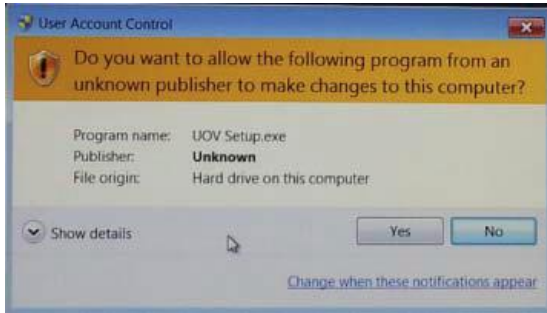 User Account Control
Do you want to allow the following program from an
unknown publisher to make changes to this computer?
Program name: UOV Setup.exe
Publisher: Unknown
File origin: Hard drive on this computer
Show details
Yes
No
Change when these notifications appear